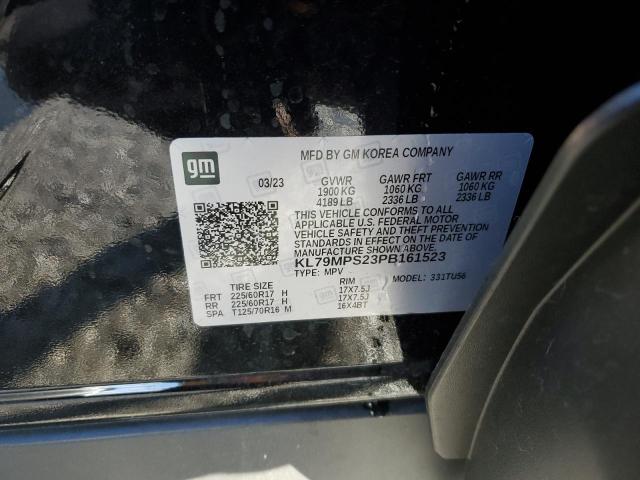 gm
MFD BY GM KOREA COMPANY
03/23 GVWR GAWR FRT GAWR RR
1900 KG 1060 KG 1060 KG
4189 LB 2336 LB 2336 LB
THIS VEHICLE CONFORMS TO ALL
APPLICABLE U.S. FEDERAL MOTOR
VEHICLE SAFETY AND THEFT PREVENTION
STANDARDS IN EFFECT ON THE DATE OF
MANUFACTURE SHOWN ABOVE.
KL79MPS23PB161523
TYPE: MPV MODEL: 331TU56
TIRE SIZE RIM
FRT 225/60R17 H 17X7.5J
RR 225/60R17 H 17X7.5J
SPA T125/70R16 M 16X4BT